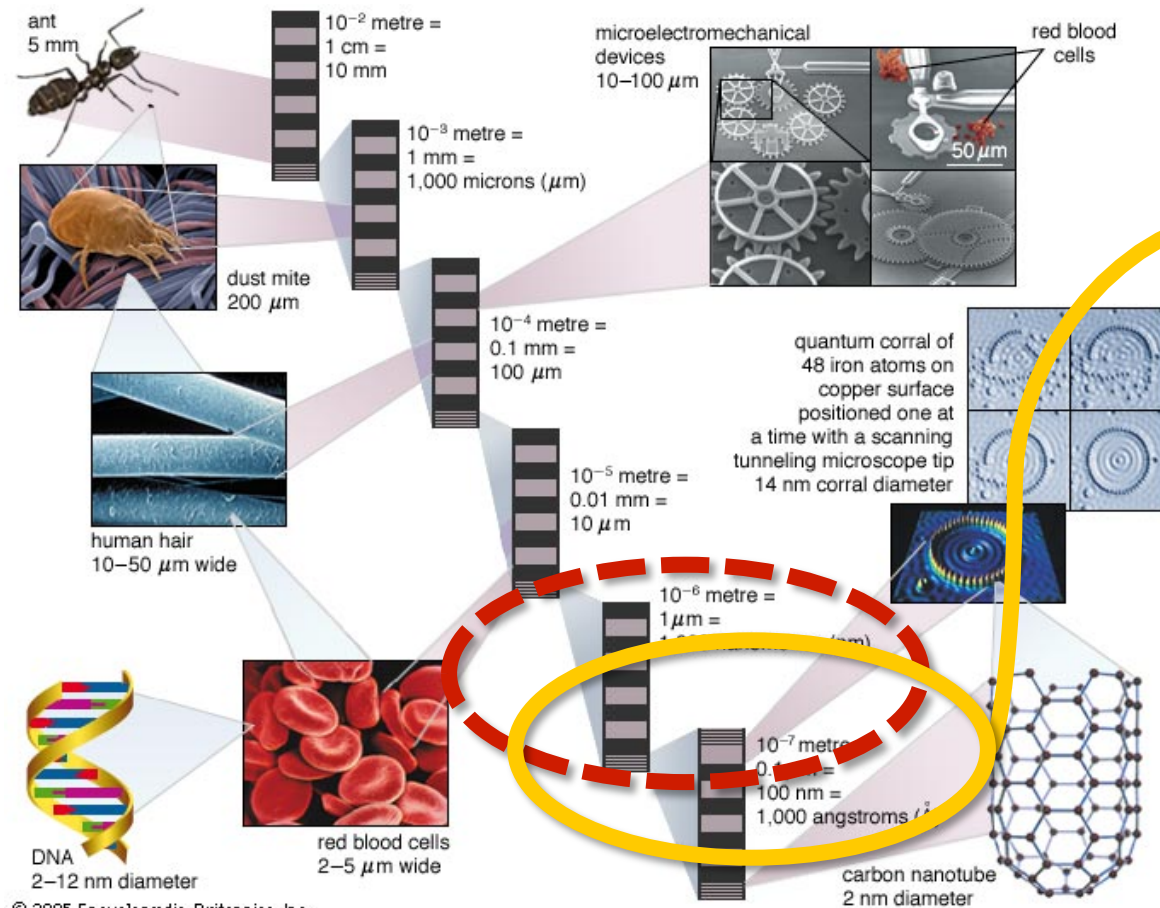 ant
5 mm
10⁻² metre =
1 cm =
10 mm
microelectromechanical
devices
10–100 μm
red blood
cells
50 μm
10⁻³ metre =
1 mm =
1,000 microns (μm)
dust mite
200 μm
10⁻⁴ metre =
0.1 mm =
100 μm
quantum corral of
48 iron atoms on
copper surface
positioned one at
a time with a scanning
tunneling microscope tip
14 nm corral diameter
human hair
10–50 μm wide
10⁻⁵ metre =
0.01 mm =
10 μm
10⁻⁶ metre =
1 μm =
10⁻⁷ metre
100 nm =
1,000 angstroms (Å
red blood cells
2–5 μm wide
DNA
2–12 nm diameter
carbon nanotube
2 nm diameter